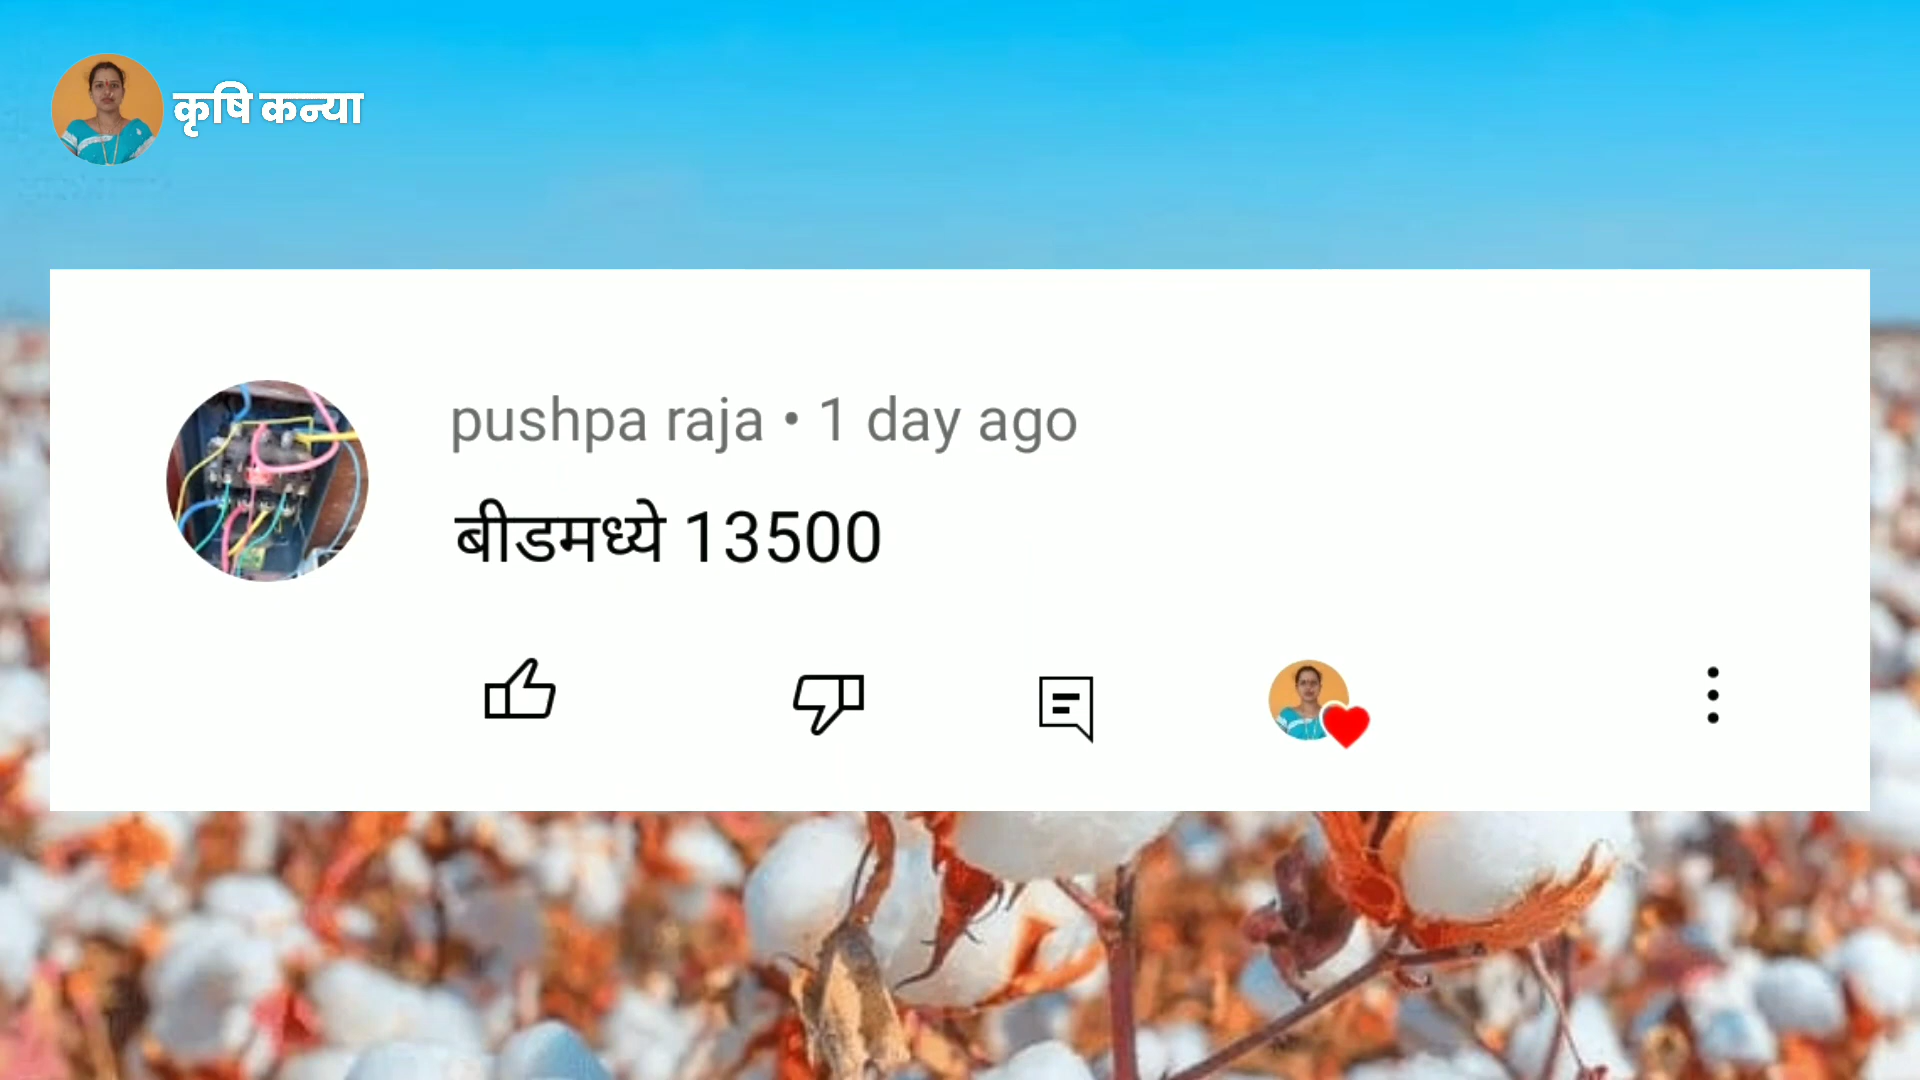 कृषि कन्या
pushpa raja • 1 day ago
बीडमध्ये 13500